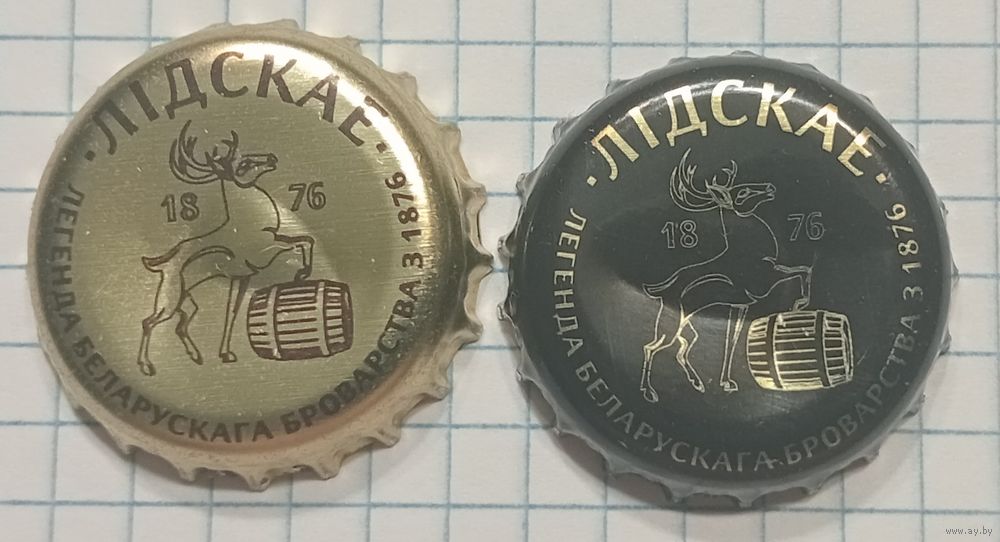 · ЛІДСКАЕ ·
18 76
ЛЕГЕНДА БЕЛАРУСКАГА БРОВАРСТВА З 1876
· ЛІДСКАЕ ·
18 76
ЛЕГЕНДА БЕЛАРУСКАГА БРОВАРСТВА З 1876
www.ay.by